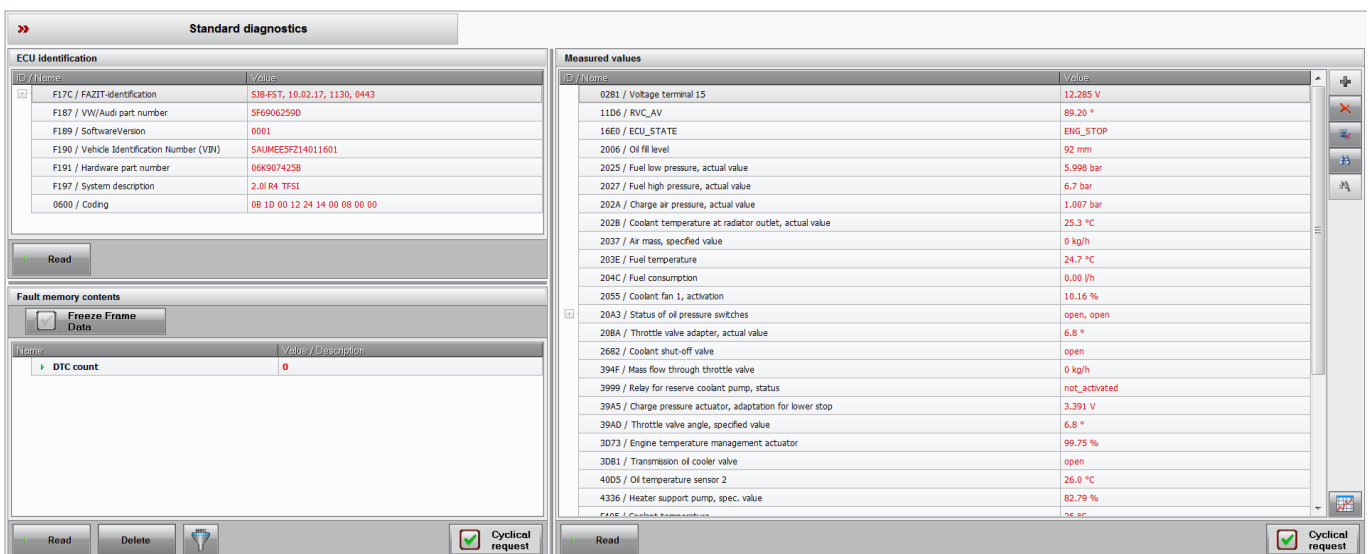 Standard diagnostics
ECU identification
ID / Name Value
F17C / FAZIT-identification SJ8-FST, 10.02.17, 1130, 0443
F187 / VW/Audi part number 5F6906259D
F189 / SoftwareVersion 0001
F190 / Vehicle Identification Number (VIN) SAUMEE5FZ14011601
F191 / Hardware part number 06K907425B
F197 / System description 2.0l R4 TFSI
0600 / Coding 0B 1D 00 12 24 14 00 08 00 00
Read
Fault memory contents
Freeze Frame
Data
Name Value / Description
DTC count 0
Read Delete DTC Cyclical
request
Measured values
ID / Name Value
0281 / Voltage terminal 15 12.285 V
11D6 / RVC_AV 89.20 °
16E0 / ECU_STATE ENG_STOP
2006 / Oil fill level 92 mm
2025 / Fuel low pressure, actual value 5.998 bar
2027 / Fuel high pressure, actual value 6.7 bar
202A / Charge air pressure, actual value 1.007 bar
202B / Coolant temperature at radiator outlet, actual value 25.3 °C
2037 / Air mass, specified value 0 kg/h
203E / Fuel temperature 24.7 °C
204C / Fuel consumption 0.00 l/h
2055 / Coolant fan 1, activation 10.16 %
20A3 / Status of oil pressure switches open, open
20BA / Throttle valve adapter, actual value 6.8 °
2682 / Coolant shut-off valve open
394F / Mass flow through throttle valve 0 kg/h
3999 / Relay for reserve coolant pump, status not_activated
39A5 / Charge pressure actuator, adaptation for lower stop 3.391 V
39AD / Throttle valve angle, specified value 6.8 °
3D73 / Engine temperature management actuator 99.75 %
3DB1 / Transmission oil cooler valve open
40D5 / Oil temperature sensor 2 26.0 °C
4336 / Heater support pump, spec. value 82.79 %
Coolant temperature 25 °C
Read Cyclical
request